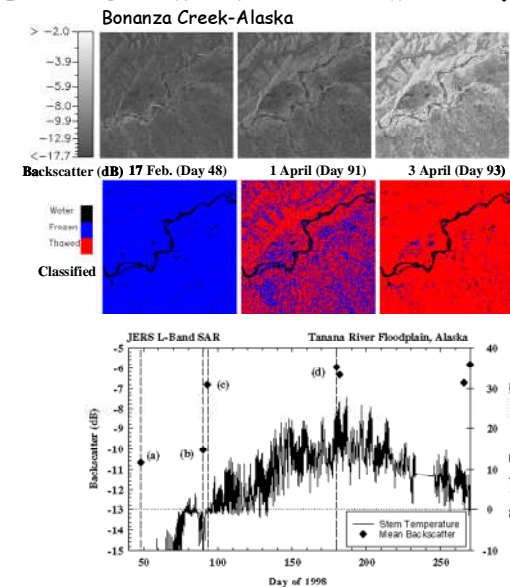 Bonanza Creek-Alaska
> -2.0
-3.9
-5.9
-8.0
-9.9
-13.9
<-17.7
Backscatter (dB) 17 Feb. (Day 48) 1 April (Day 91) 3 April (Day 93)
Water
Frozen
Thawed
Classified
JERS L-Band SAR Tanana River Floodplain, Alaska
-5 40
-6
-7 30
-8
-9 20
-10
-11 10
-12
-13 0
-14
-15 -10
Backscatter (dB)
(a)
(b)
(c)
(d)
Stem Temperature
Mean Backscatter
50 100 150 200 250
Day of 1998